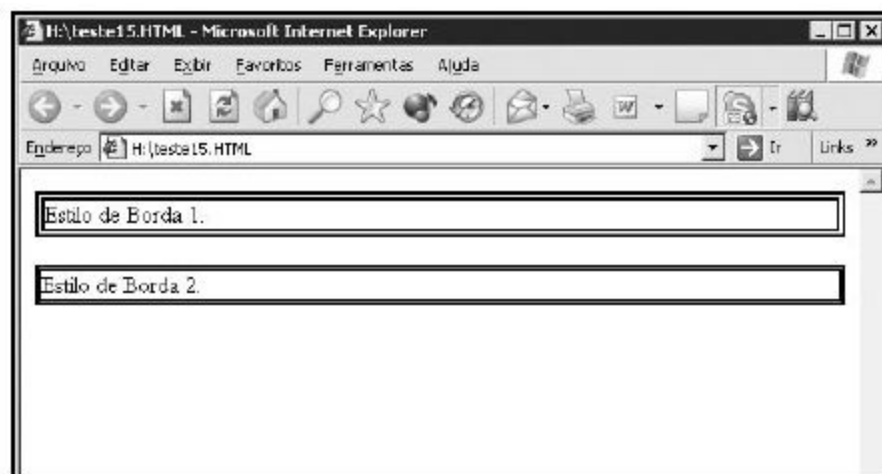 H:\teste15.HTML - Microsoft Internet Explorer
Arquivo Editar Exibir Favoritos Ferramentas Ajuda
W
Endereço H:\teste15.HTML Ir Links »
Estilo de Borda 1.
Estilo de Borda 2.